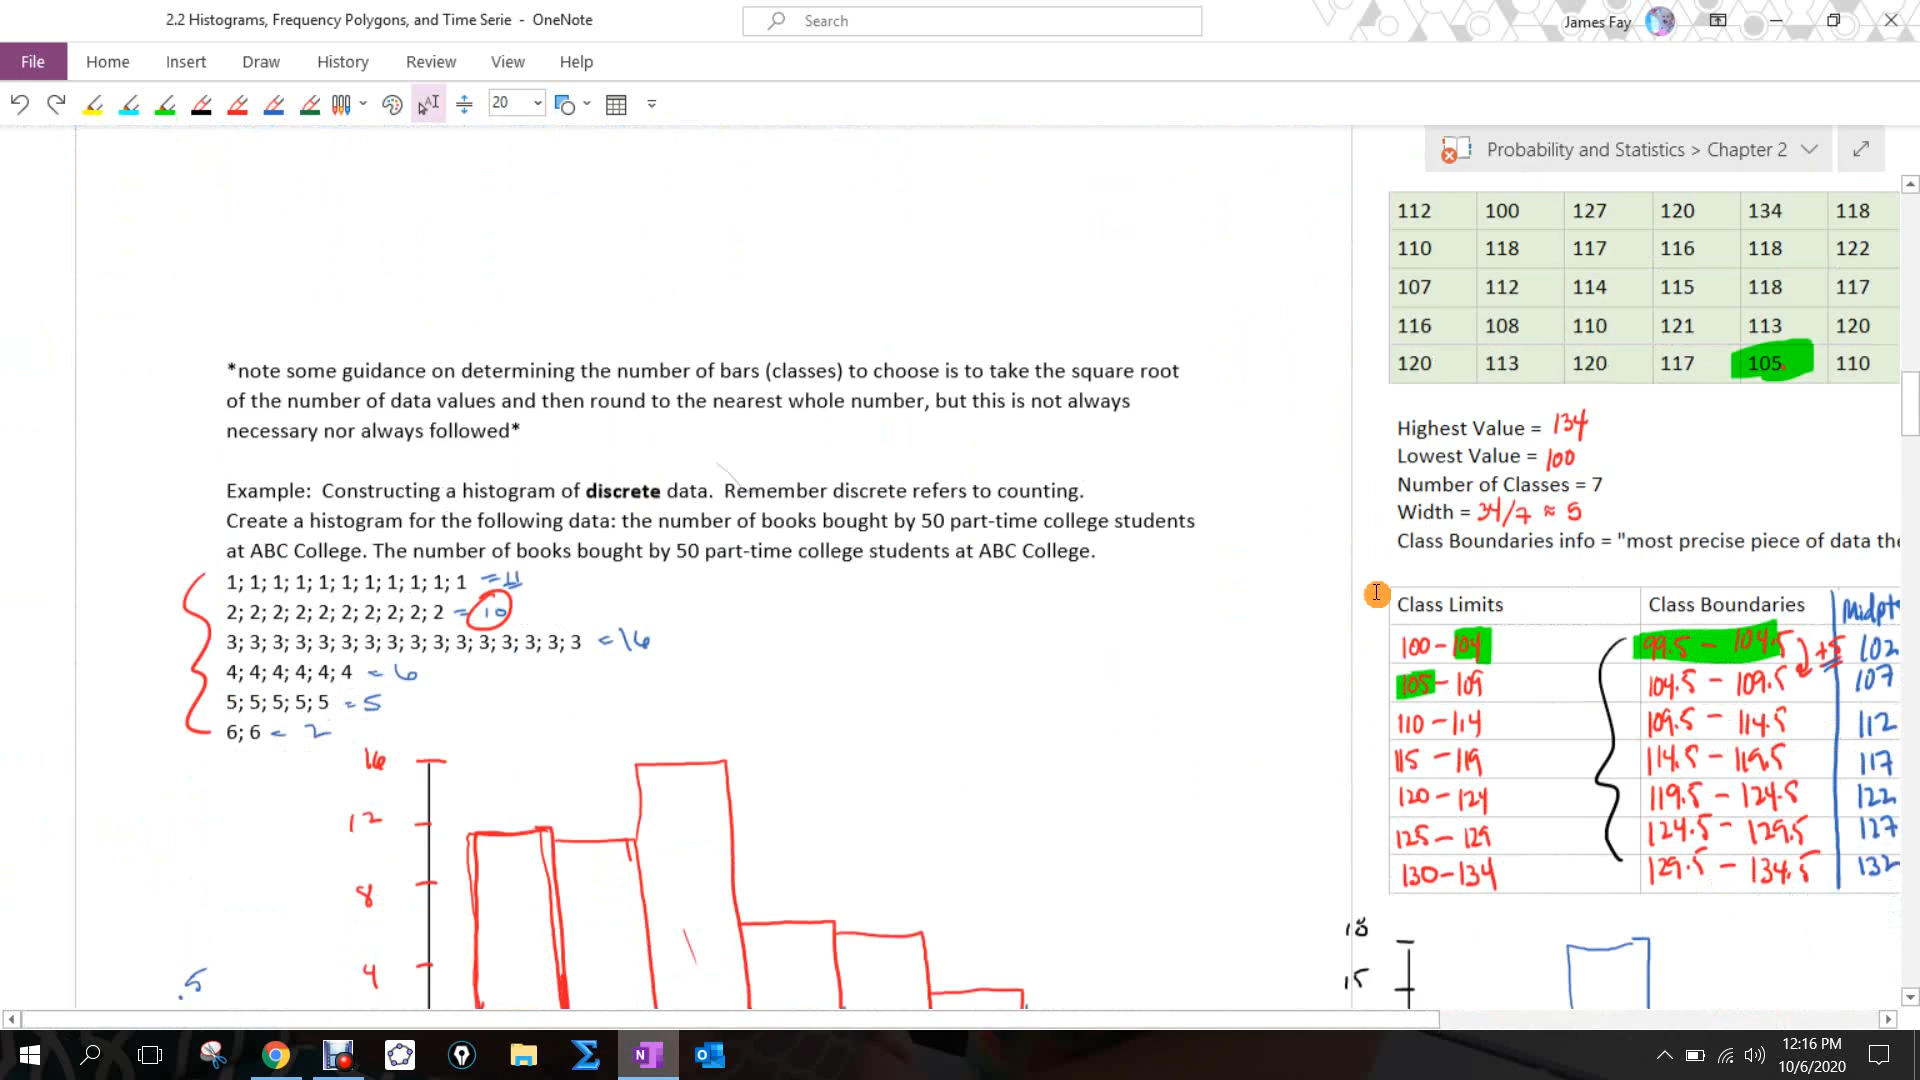 2.2 Histograms, Frequency Polygons, and Time Serie - OneNote
Search
James Fay
File Home Insert Draw History Review View Help
20
Probability and Statistics > Chapter 2
112 100 127 120 134 118
110 118 117 116 118 122
107 112 114 115 118 117
116 108 110 121 113 120
120 113 120 117 105 110
*note some guidance on determining the number of bars (classes) to choose is to take the square root
of the number of data values and then round to the nearest whole number, but this is not always
necessary nor always followed*
Example: Constructing a histogram of discrete data. Remember discrete refers to counting.
Create a histogram for the following data: the number of books bought by 50 part-time college students
at ABC College. The number of books bought by 50 part-time college students at ABC College.
1; 1; 1; 1; 1; 1; 1; 1; 1; 1; 1 = 11
2; 2; 2; 2; 2; 2; 2; 2; 2; 2 = 10
3; 3; 3; 3; 3; 3; 3; 3; 3; 3; 3; 3; 3; 3; 3; 3 = 16
4; 4; 4; 4; 4; 4 = 6
5; 5; 5; 5; 5 = 5
6; 6 = 2
16
12
8
4
.5
Highest Value = 134
Lowest Value = 100
Number of Classes = 7
Width = 34/7 ≈ 5
Class Boundaries info = "most precise piece of data the
Class Limits Class Boundaries Midpt
100 - 104 99.5 - 104.5 +5 102
105 - 109 104.5 - 109.5 107
110 - 114 109.5 - 114.5 112
115 - 119 114.5 - 119.5 117
120 - 124 119.5 - 124.5 122
125 - 129 124.5 - 129.5 127
130 - 134 129.5 - 134.5 132
18
15
12:16 PM
10/6/2020